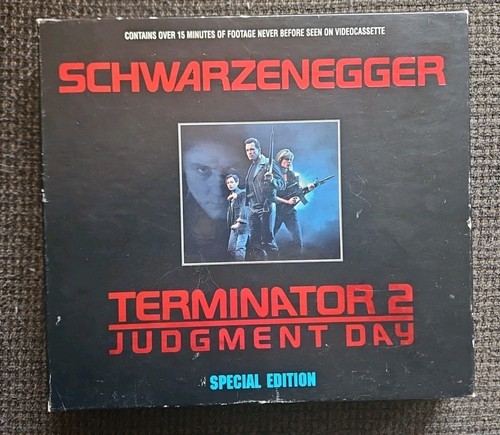 CONTAINS OVER 15 MINUTES OF FOOTAGE NEVER BEFORE SEEN ON VIDEOCASSETTE
SCHWARZENEGGER
TERMINATOR 2
JUDGMENT DAY
SPECIAL EDITION